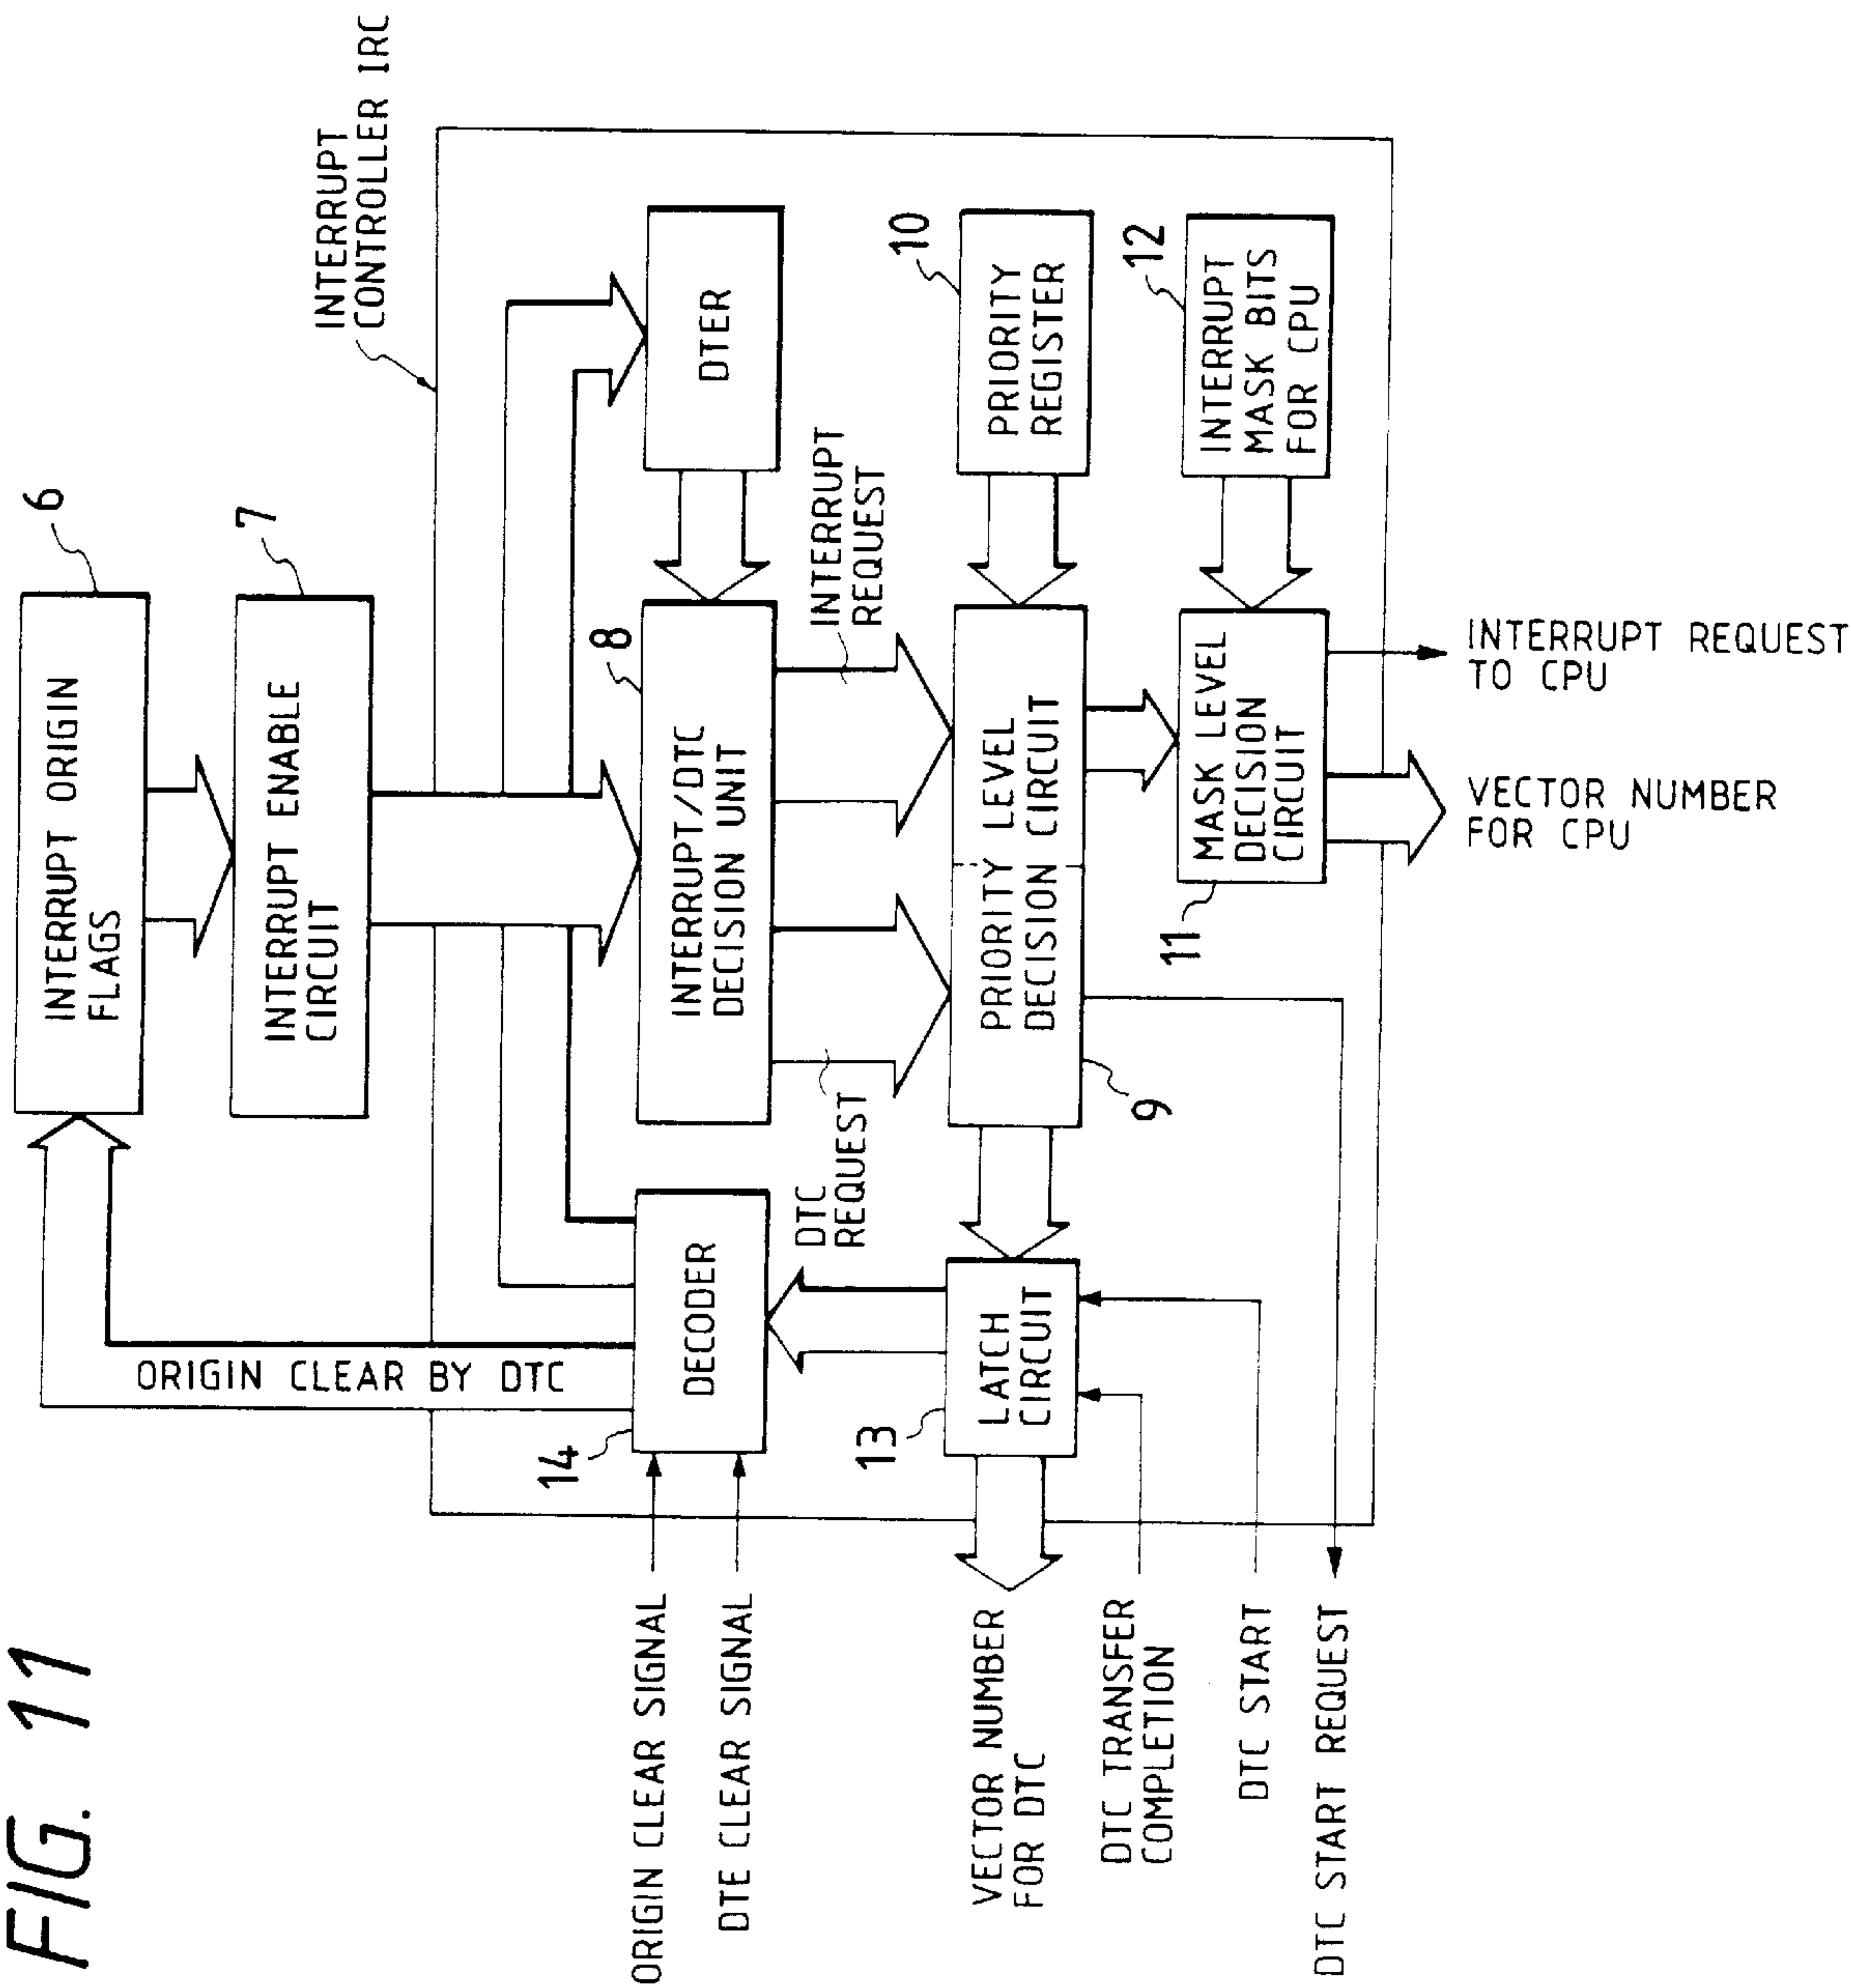 FIG. 11
INTERRUPT
CONTROLLER IRC
6
INTERRUPT ORIGIN
FLAGS
7
INTERRUPT ENABLE
CIRCUIT
ORIGIN CLEAR BY DTC
ORIGIN CLEAR SIGNAL
DTE CLEAR SIGNAL
14
DECODER
8
INTERRUPT/DTC
DECISION UNIT
DTER
DTC
REQUEST
INTERRUPT
REQUEST
VECTOR NUMBER
FOR DTC
13
LATCH
CIRCUIT
9
PRIORITY LEVEL
DECISION CIRCUIT
10
PRIORITY
REGISTER
DTC TRANSFER
COMPLETION
DTC START
DTC START REQUEST
11
MASK LEVEL
DECISION
CIRCUIT
12
INTERRUPT
MASK BITS
FOR CPU
VECTOR NUMBER
FOR CPU
INTERRUPT REQUEST
TO CPU